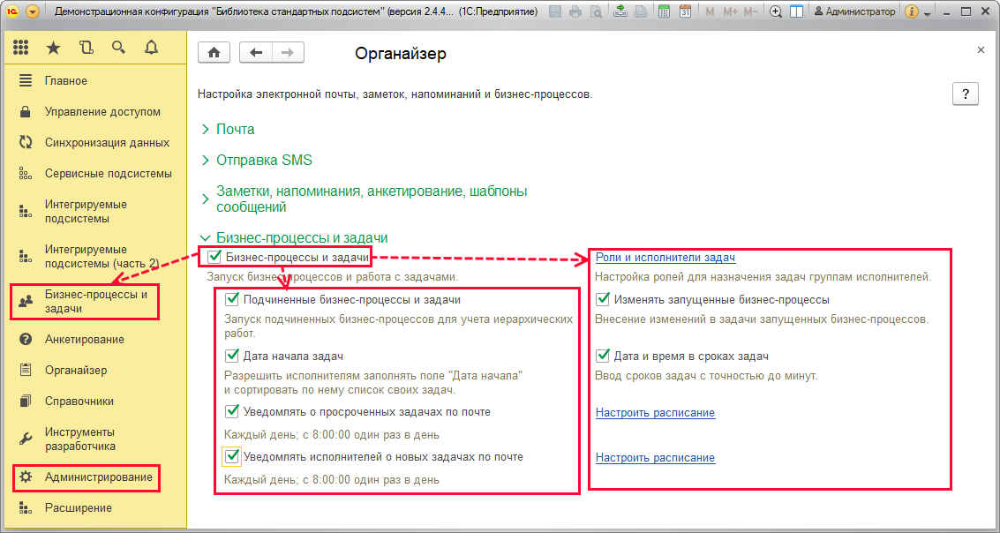 Демонстрационная конфигурация "Библиотека стандартных подсистем" (версия 2.4.4... (1С:Предприятие)
M M+ M- Администратор
Главное
Управление доступом
Синхронизация данных
Сервисные подсистемы
Интегрируемые
подсистемы
Интегрируемые
подсистемы (часть 2)
Бизнес-процессы и
задачи
Анкетирование
Органайзер
Справочники
Инструменты
разработчика
Администрирование
Расширение
Органайзер
Настройка электронной почты, заметок, напоминаний и бизнес-процессов.
?
Почта
Отправка SMS
Заметки, напоминания, анкетирование, шаблоны
сообщений
Бизнес-процессы и задачи
Бизнес-процессы и задачи
Запуск бизнес-процессов и работа с задачами.
Подчиненные бизнес-процессы и задачи
Запуск подчиненных бизнес-процессов для учета иерархических
работ.
Дата начала задач
Разрешить исполнителям заполнять поле "Дата начала"
и сортировать по нему список своих задач.
Уведомлять о просроченных задачах по почте
Каждый день; с 8:00:00 один раз в день
Уведомлять исполнителей о новых задачах по почте
Каждый день; с 8:00:00 один раз в день
Роли и исполнители задач
Настройка ролей для назначения задач группам исполнителей.
Изменять запущенные бизнес-процессы
Внесение изменений в задачи запущенных бизнес-процессов.
Дата и время в сроках задач
Ввод сроков задач с точностью до минут.
Настроить расписание
Настроить расписание